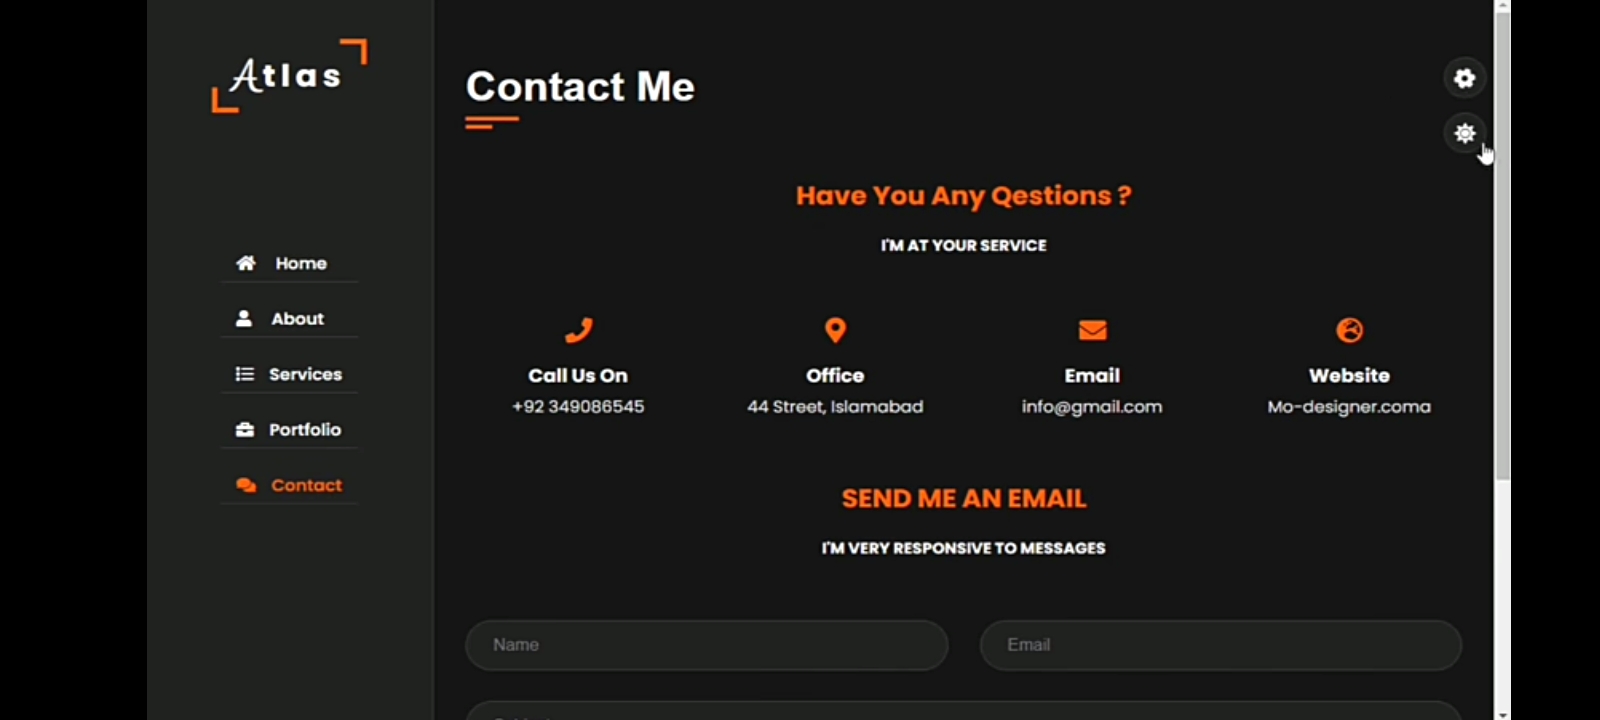 Atlas
Home
About
Services
Portfolio
Contact
Contact Me
Have You Any Qestions ?
I'M AT YOUR SERVICE
Call Us On
+92 349086545
Office
44 Street, Islamabad
Email
info@gmail.com
Website
Mo-designer.coma
SEND ME AN EMAIL
I'M VERY RESPONSIVE TO MESSAGES
Name
Email